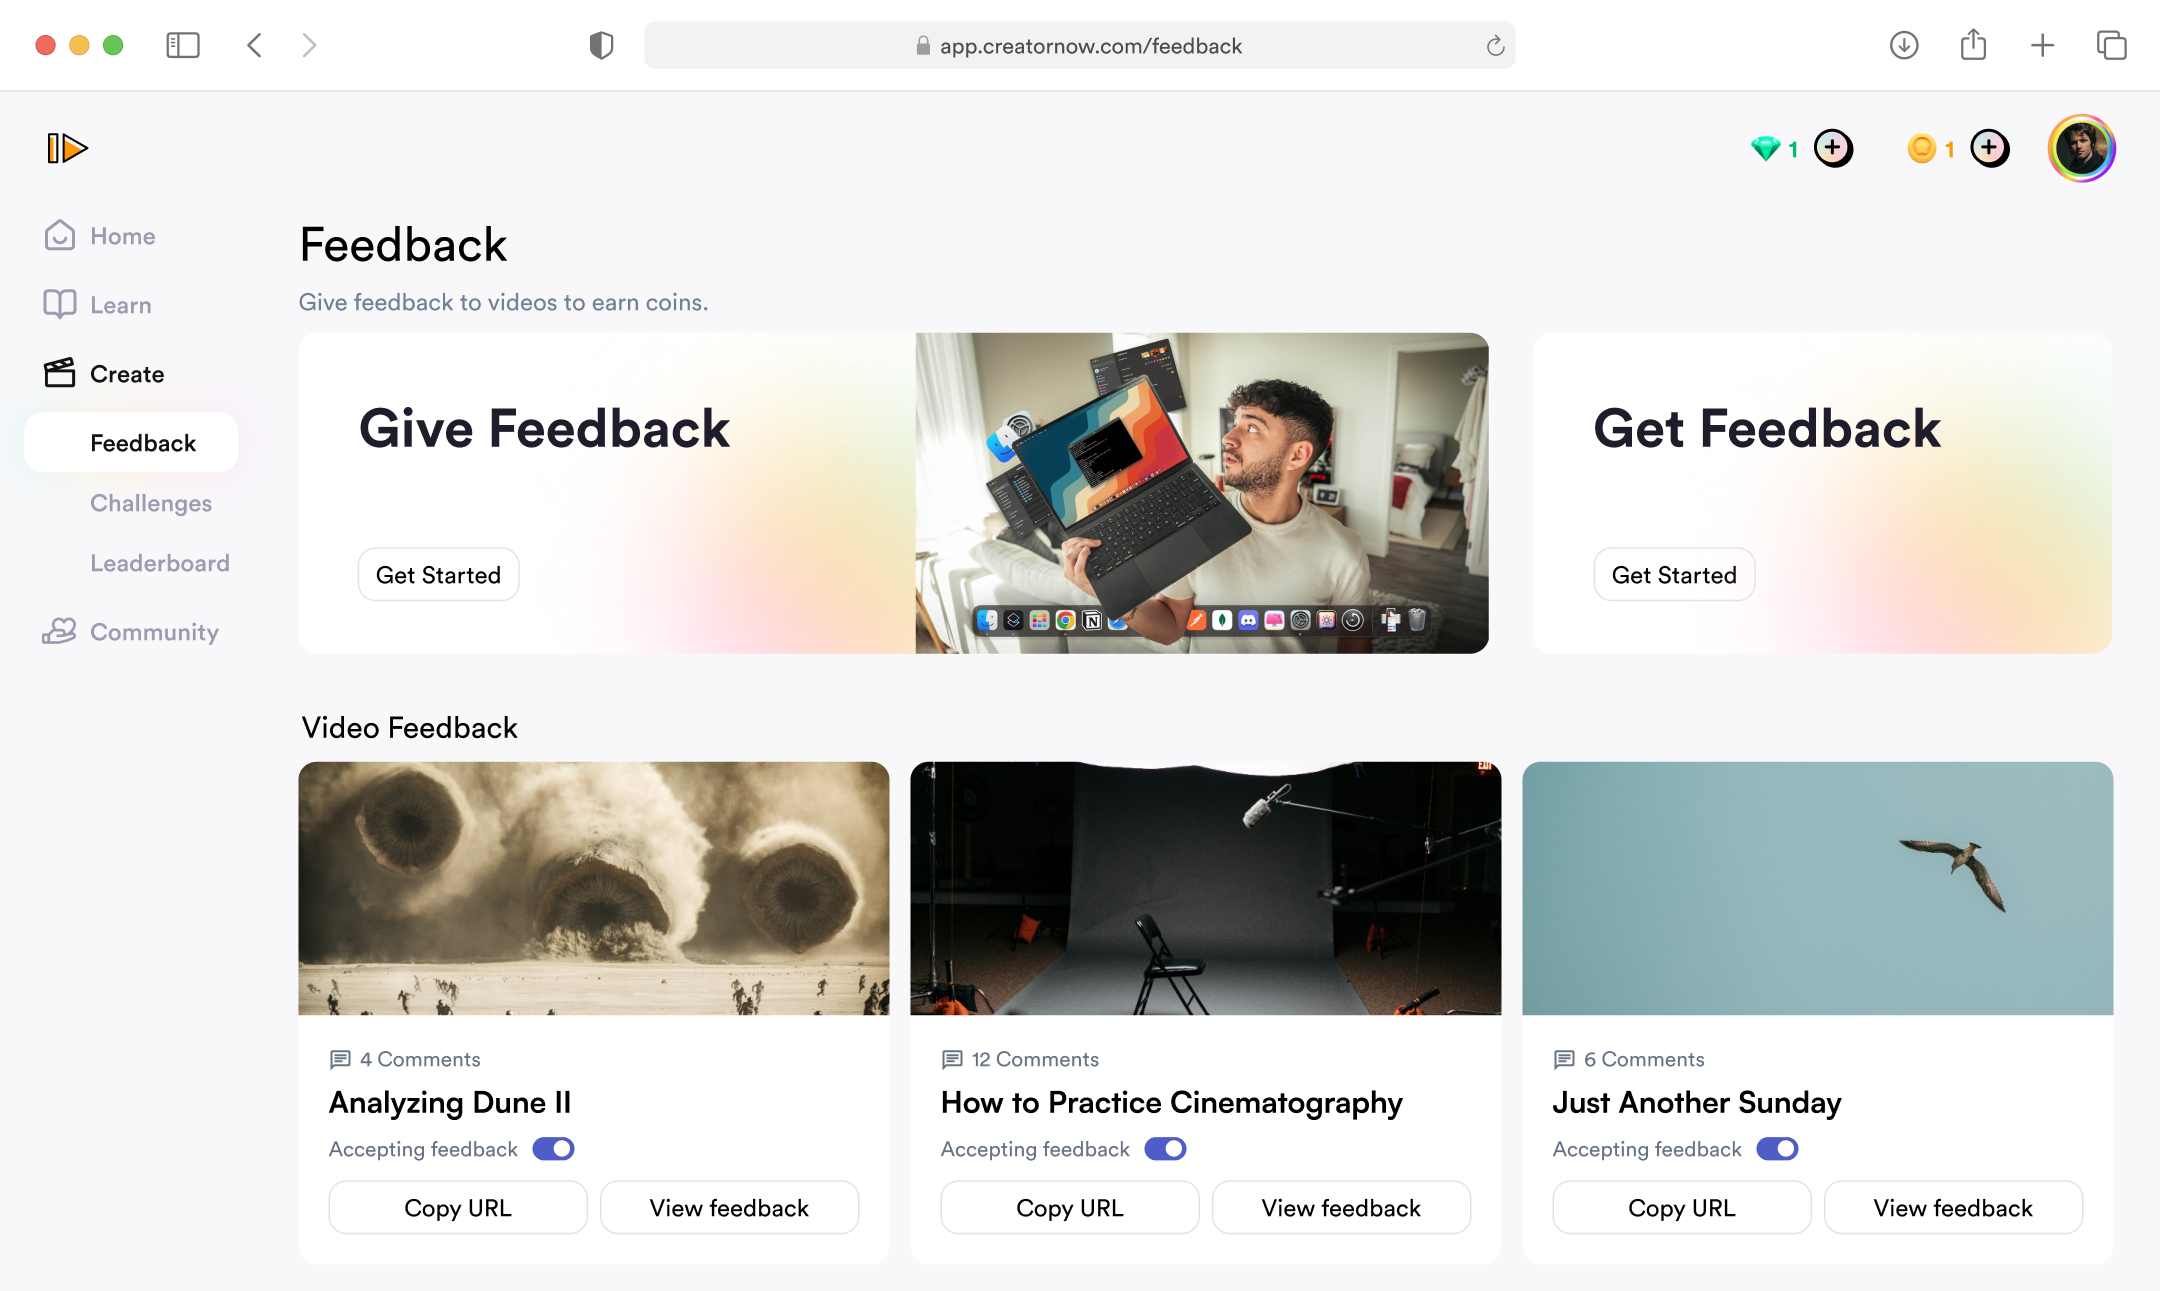 app.creatornow.com/feedback
1
1
Home
Learn
Create
Feedback
Challenges
Leaderboard
Community
Feedback
Give feedback to videos to earn coins.
Give Feedback
Get Started
Get Feedback
Get Started
Video Feedback
4 Comments
Analyzing Dune II
Accepting feedback
Copy URL
View feedback
12 Comments
How to Practice Cinematography
Accepting feedback
Copy URL
View feedback
6 Comments
Just Another Sunday
Accepting feedback
Copy URL
View feedback